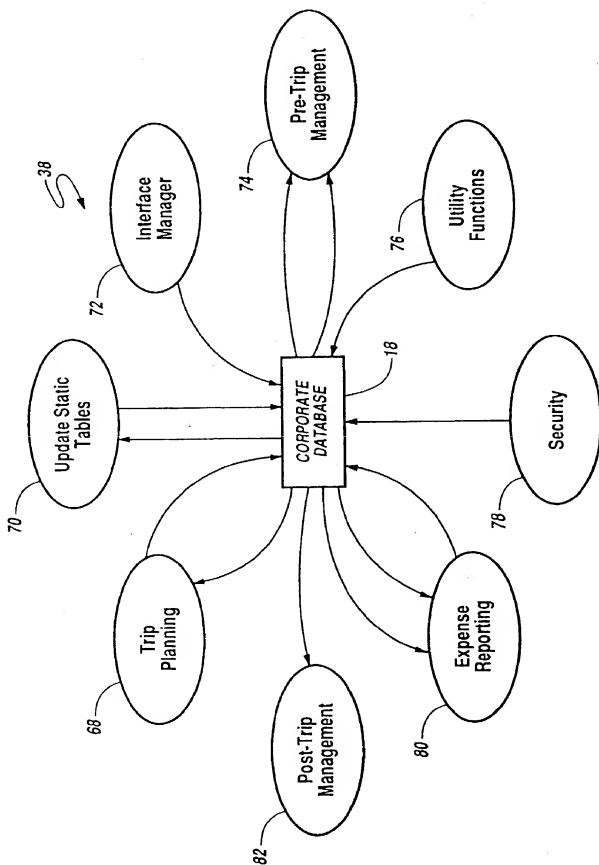 38
Interface
Manager
72
Pre-Trip
Management
74
Update Static
Tables
70
Utility
Functions
76
CORPORATE
DATABASE
18
Trip
Planning
68
Security
78
Post-Trip
Management
82
Expense
Reporting
80